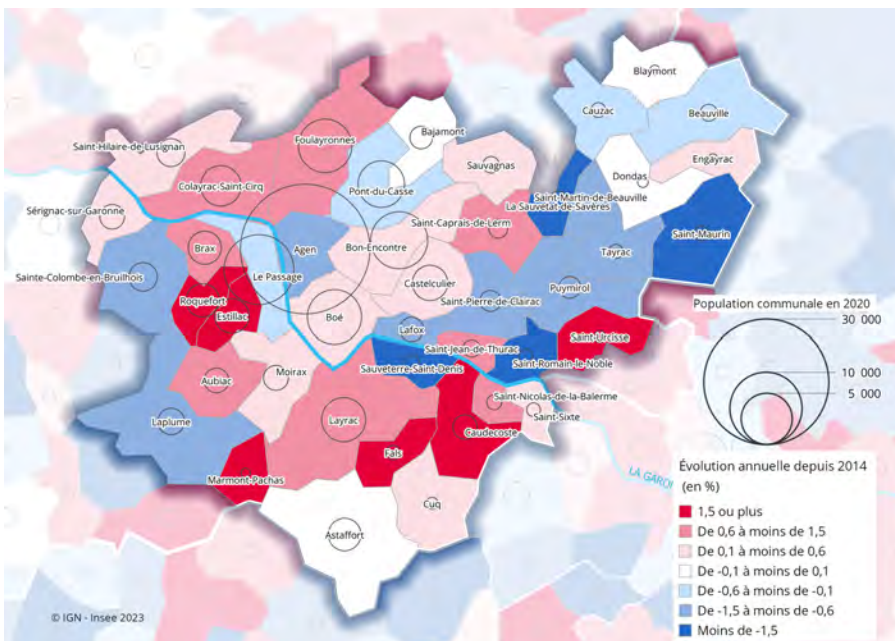 Blaymont
Cauzac
Beauville
Foulayronnes
Bajamont
Saint-Hilaire-de-Lusignan
Sauvagnas
Engayrac
Dondas
Colayrac-Saint-Cirq
Pont-du-Casse
Saint-Martin-de-Beauville
La Sauvetat-de-Savères
Sérignac-sur-Garonne
Saint-Caprais-de-Lerm
Saint-Maurin
Brax
Agen
Bon-Encontre
Tayrac
Sainte-Colombe-en-Bruilhois
Le Passage
Castelculier
Puymirol
Roquefort
Estillac
Saint-Pierre-de-Clairac
Boé
Lafox
Saint-Urcisse
Saint-Jean-de-Thurac
Saint-Romain-le-Noble
Moirax
Sauveterre-Saint-Denis
Aubiac
Saint-Nicolas-de-la-Balerme
Saint-Sixte
Laplume
Layrac
Caudecoste
Fals
Marmont-Pachas
Cuq
Astaffort
LA GARON
Population communale en 2020
30 000
10 000
5 000
Évolution annuelle depuis 2014
(en %)
1,5 ou plus
De 0,6 à moins de 1,5
De 0,1 à moins de 0,6
De -0,1 à moins de 0,1
De -0,6 à moins de -0,1
De -1,5 à moins de -0,6
Moins de -1,5
© IGN - Insee 2023